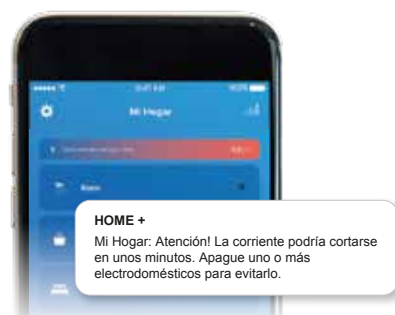 Mi Hogar
HOME +
Mi Hogar: Atención! La corriente podría cortarse
en unos minutos. Apague uno o más
electrodomésticos para evitarlo.